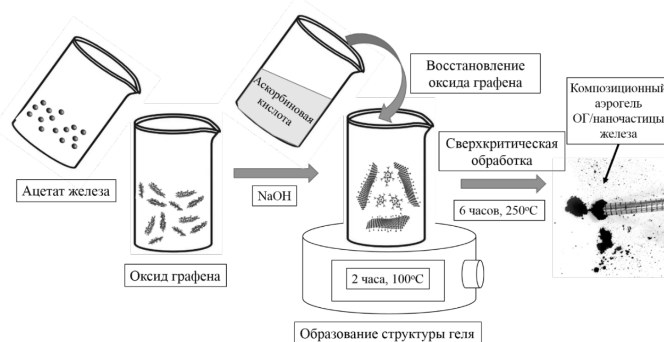 Ацетат железа
Оксид графена
NaOH
Аскорбиновая
кислота
Восстановление
оксида графена
2 часа, 100°C
Образование структуры геля
Сверхкритическая
обработка
6 часов, 250°C
Композиционный
аэрогель
ОГ/наночастицы
железа